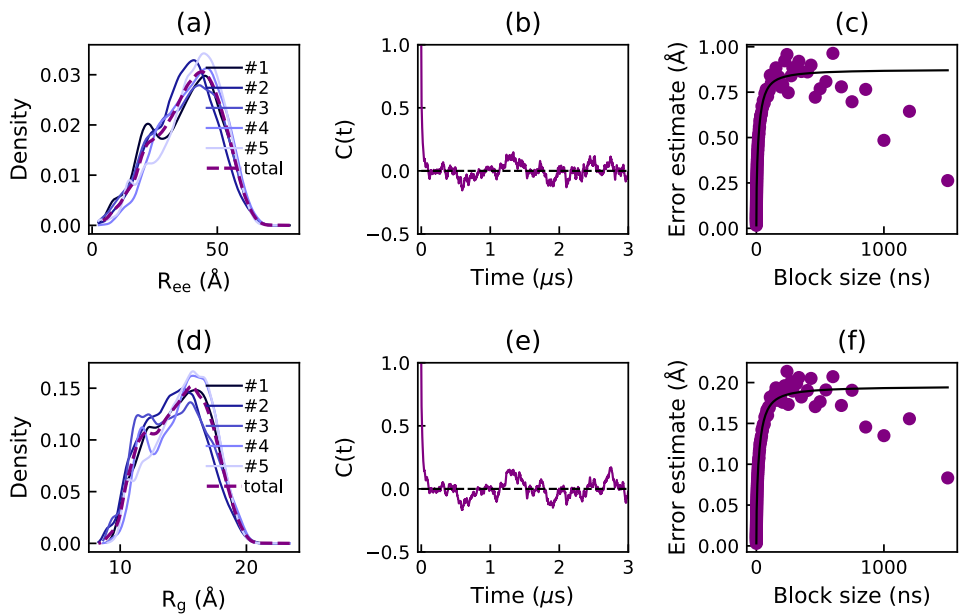 (a)
0.03
0.02
0.01
0.00
Density
0
50
R_ee (Å)
#1
#2
#3
#4
#5
total
(b)
1.0
0.5
0.0
−0.5
C(t)
0
1
2
3
Time (μs)
(c)
1.00
0.75
0.50
0.25
0.00
Error estimate (Å)
0
1000
Block size (ns)
(d)
0.15
0.10
0.05
0.00
Density
10
20
R_g (Å)
#1
#2
#3
#4
#5
total
(e)
1.0
0.5
0.0
−0.5
C(t)
0
1
2
3
Time (μs)
(f)
0.20
0.15
0.10
0.05
0.00
Error estimate (Å)
0
1000
Block size (ns)